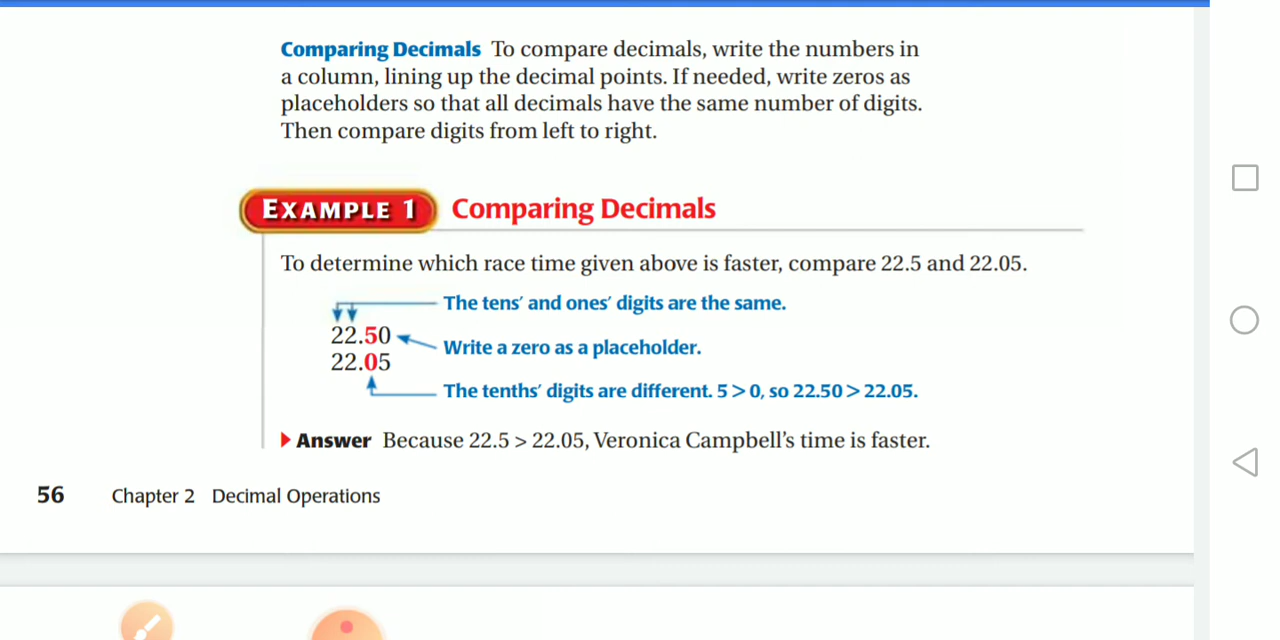 Comparing Decimals To compare decimals, write the numbers in
a column, lining up the decimal points. If needed, write zeros as
placeholders so that all decimals have the same number of digits.
Then compare digits from left to right.
EXAMPLE 1 Comparing Decimals
To determine which race time given above is faster, compare 22.5 and 22.05.
The tens' and ones' digits are the same.
22.50
Write a zero as a placeholder.
22.05
The tenths' digits are different. 5 > 0, so 22.50 > 22.05.
Answer Because 22.5 > 22.05, Veronica Campbell's time is faster.
56 Chapter 2 Decimal Operations